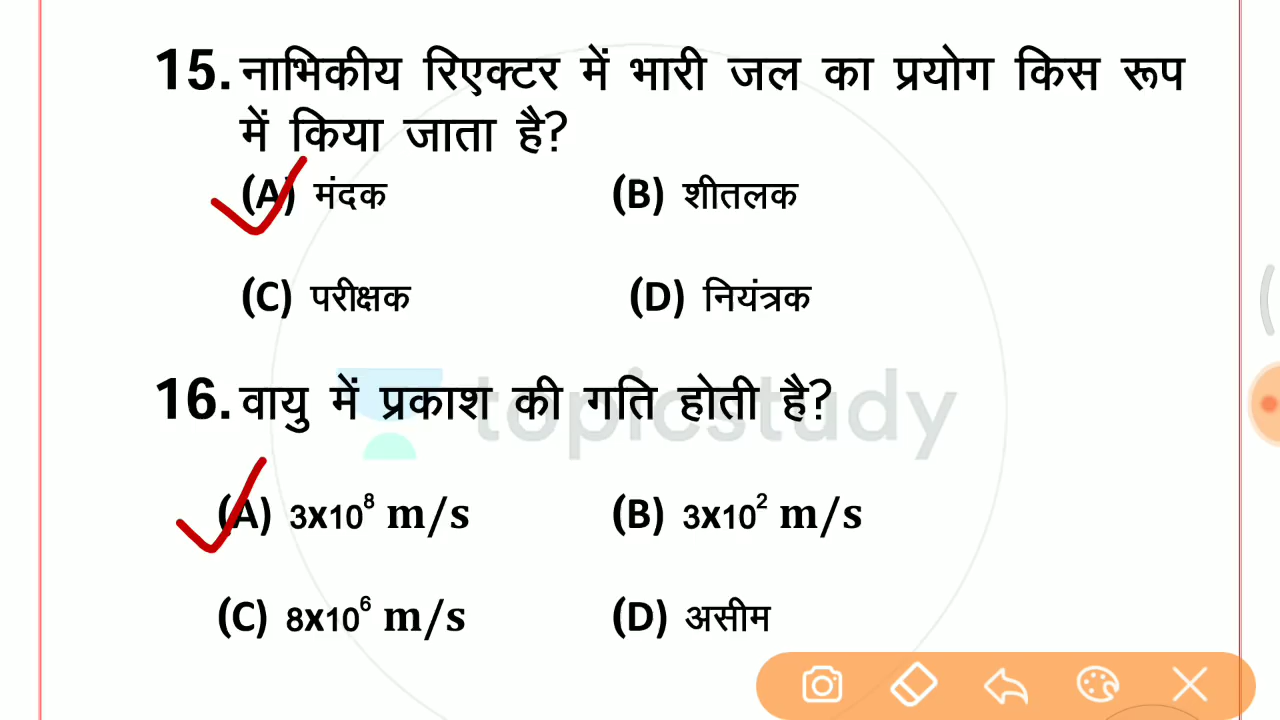 15. नाभिकीय रिएक्टर में भारी जल का प्रयोग किस रूप
में किया जाता है?
(A) मंदक (B) शीतलक
(C) परीक्षक (D) नियंत्रक
topicstudy
16. वायु में प्रकाश की गति होती है?
(A) 3x10⁸ m/s (B) 3x10² m/s
(C) 8x10⁶ m/s (D) असीम